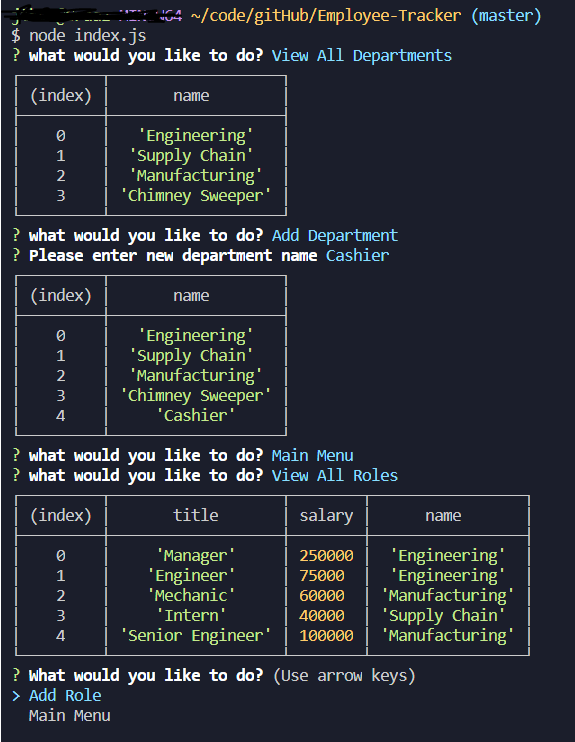 ~/code/gitHub/Employee-Tracker (master)
$ node index.js
? what would you like to do? View All Departments
(index) name
0 'Engineering'
1 'Supply Chain'
2 'Manufacturing'
3 'Chimney Sweeper'
? what would you like to do? Add Department
? Please enter new department name Cashier
(index) name
0 'Engineering'
1 'Supply Chain'
2 'Manufacturing'
3 'Chimney Sweeper'
4 'Cashier'
? what would you like to do? Main Menu
? what would you like to do? View All Roles
(index) title salary name
0 'Manager' 250000 'Engineering'
1 'Engineer' 75000 'Engineering'
2 'Mechanic' 60000 'Manufacturing'
3 'Intern' 40000 'Supply Chain'
4 'Senior Engineer' 100000 'Manufacturing'
? What would you like to do? (Use arrow keys)
> Add Role
Main Menu